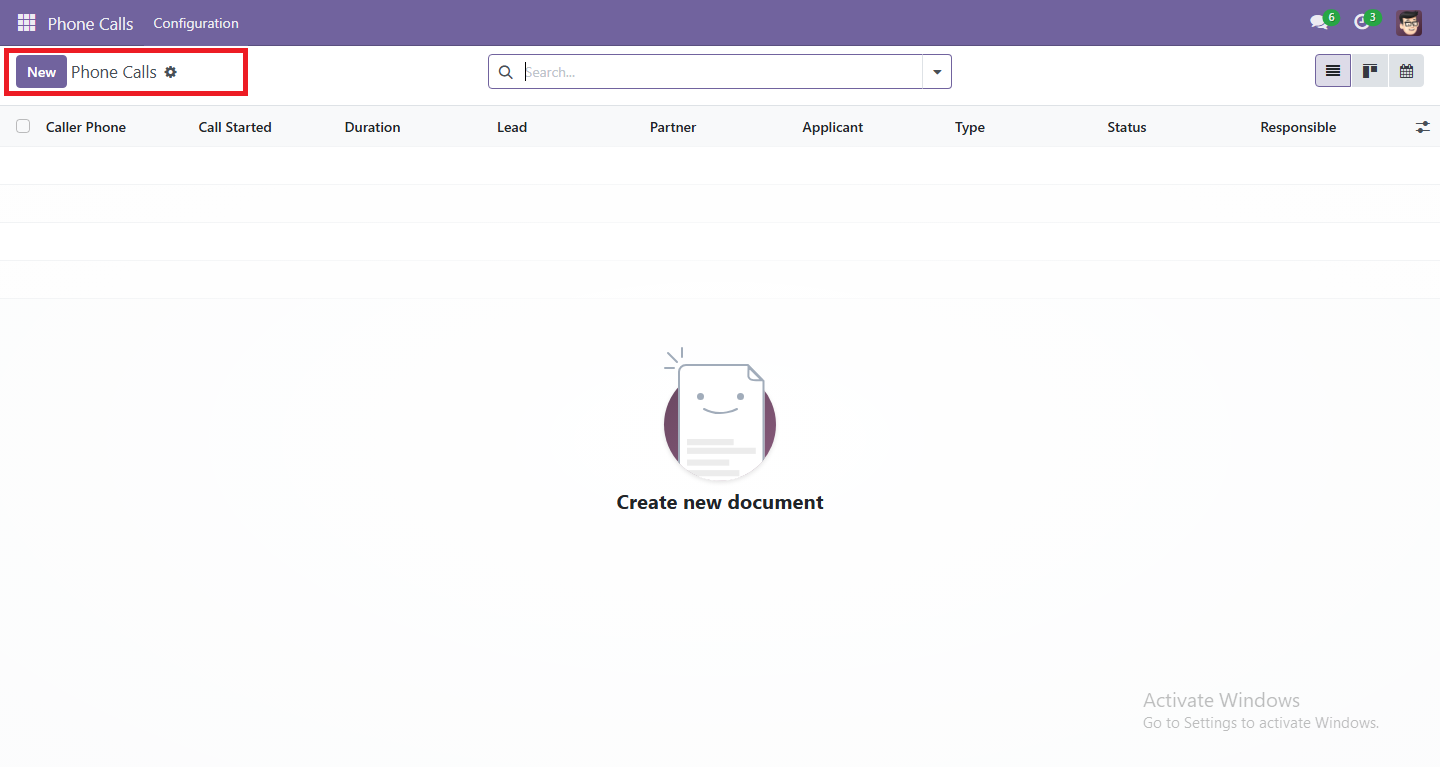 Phone Calls Configuration 6 3
New Phone Calls Search...
Caller Phone Call Started Duration Lead Partner Applicant Type Status Responsible
Create new document
Activate Windows
Go to Settings to activate Windows.